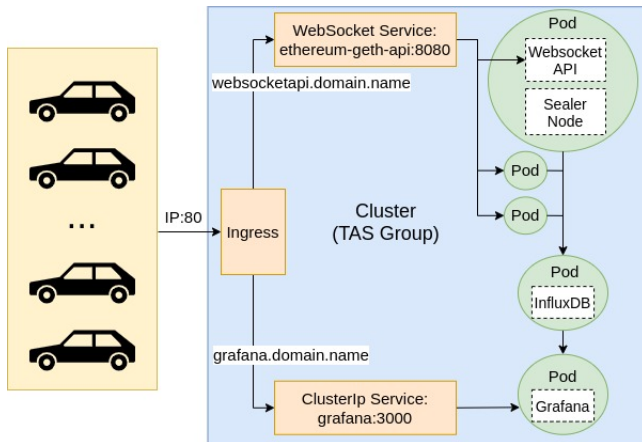 WebSocket Service:
ethereum-geth-api:8080
websocketapi.domain.name
Pod
Websocket
API
Sealer
Node
Pod
Pod
...
IP:80
Ingress
Cluster
(TAS Group)
Pod
InfluxDB
grafana.domain.name
ClusterIp Service:
grafana:3000
Pod
Grafana